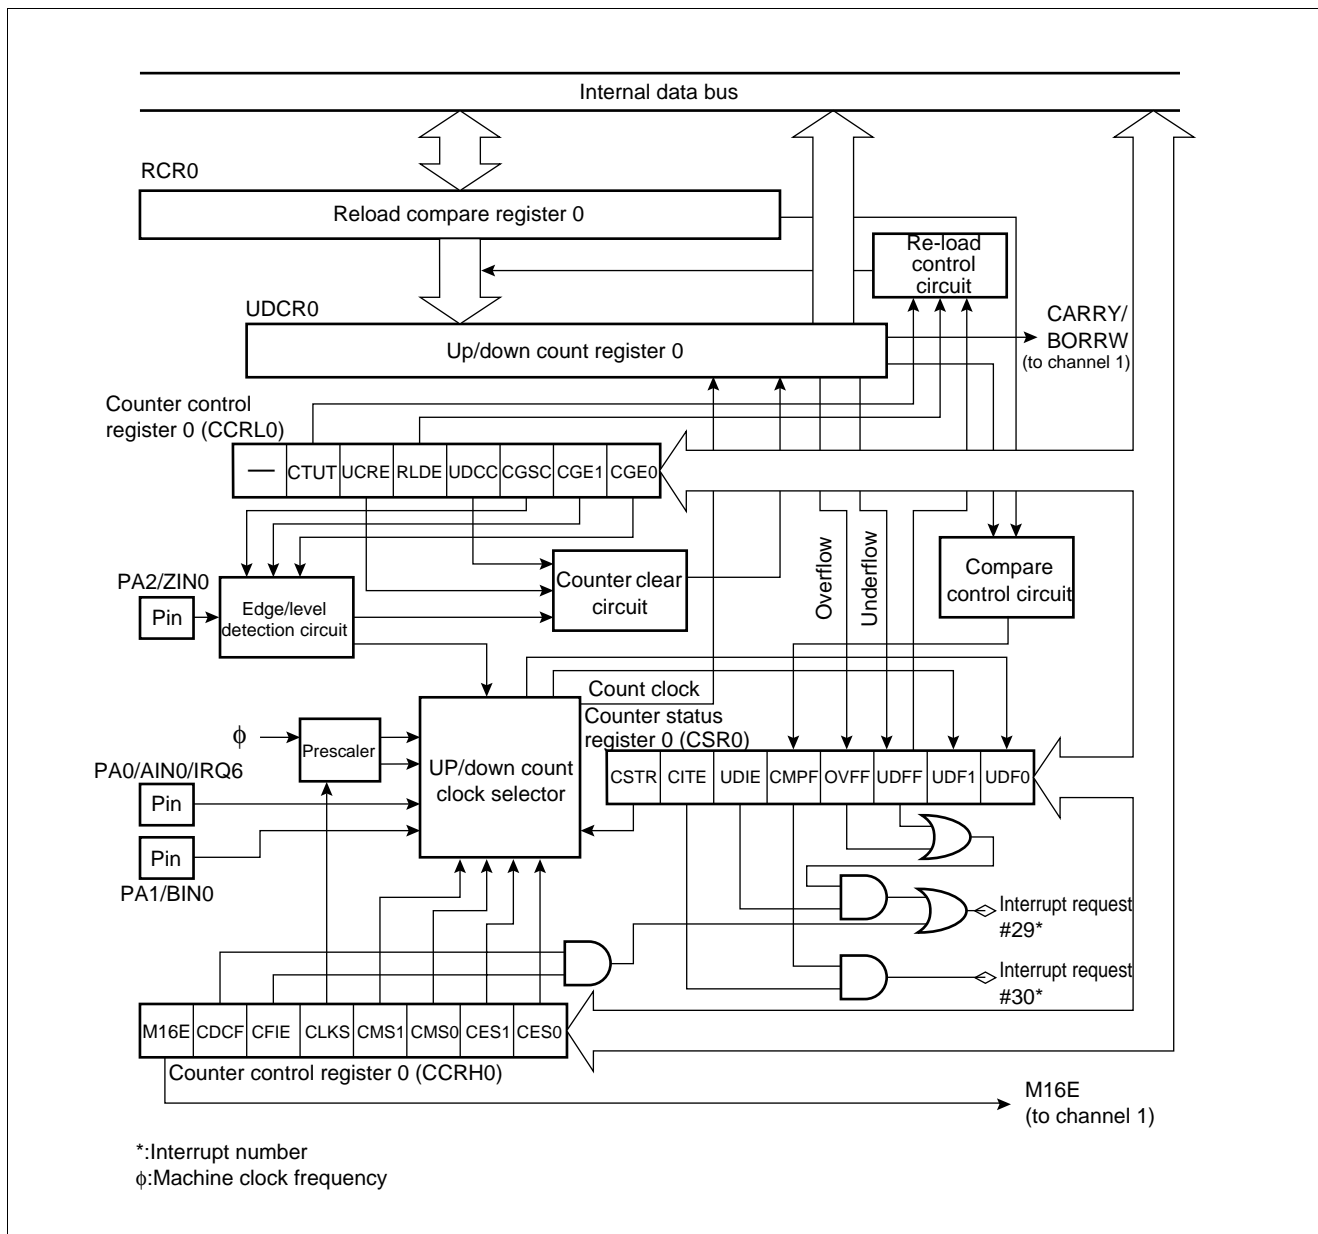 Internal data bus
RCR0
Reload compare register 0
Re-load
control
circuit
UDCR0
Up/down count register 0
CARRY/
BORRW
(to channel 1)
Counter control
register 0 (CCRL0)
— CTUT UCRE RLDE UDCC CGSC CGE1 CGE0
Overflow
Underflow
Compare
control circuit
Counter clear
circuit
PA2/ZIN0
Pin
Edge/level
detection circuit
Count clock
Counter status
register 0 (CSR0)
ϕ
Prescaler
UP/down count
clock selector
PA0/AIN0/IRQ6
Pin
Pin
PA1/BIN0
CSTR CITE UDIE CMPF OVFF UDFF UDF1 UDF0
Interrupt request
#29*
Interrupt request
#30*
M16E CDCF CFIE CLKS CMS1 CMS0 CES1 CES0
Counter control register 0 (CCRH0)
M16E
(to channel 1)
*:Interrupt number
ϕ:Machine clock frequency